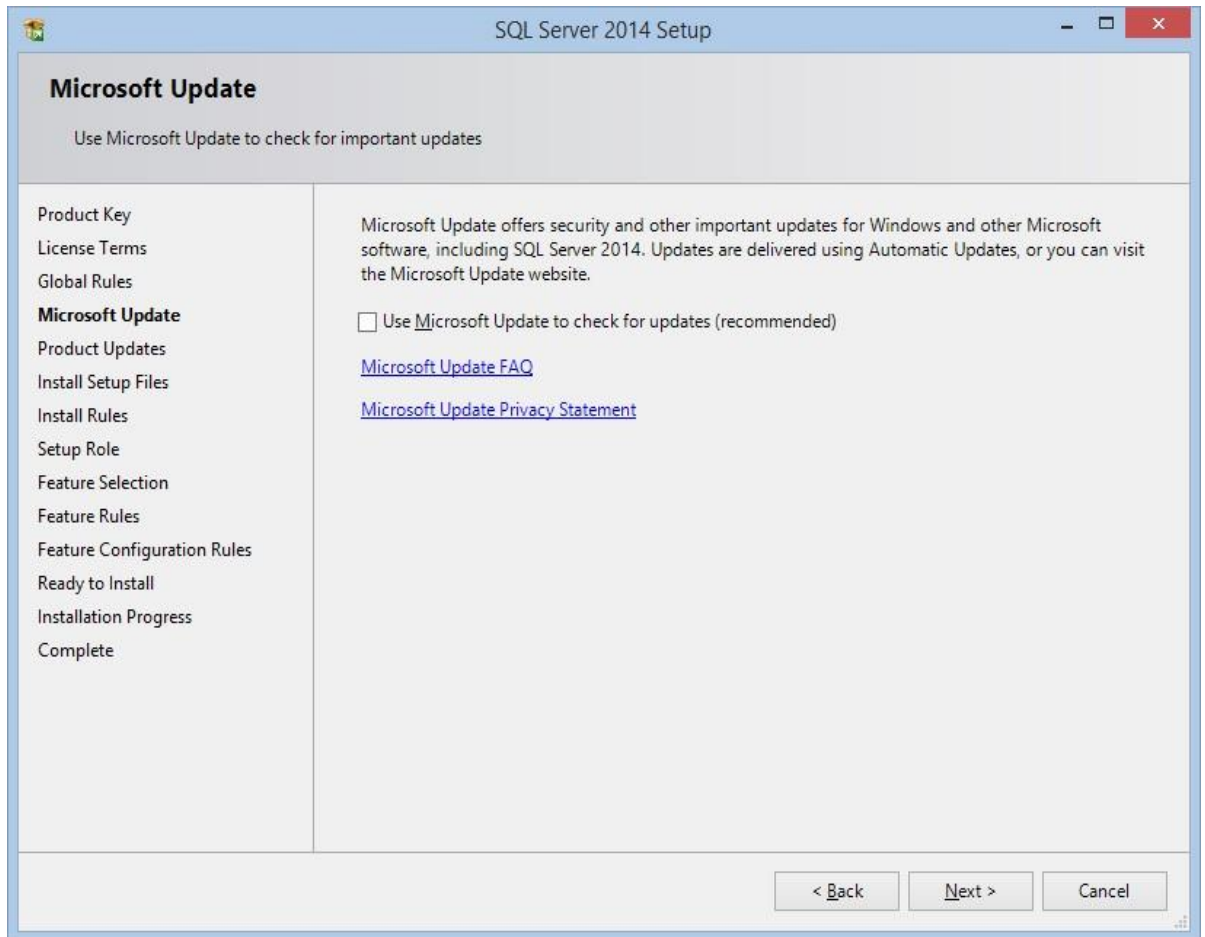 SQL Server 2014 Setup
Microsoft Update
Use Microsoft Update to check for important updates
Product Key
License Terms
Global Rules
Microsoft Update
Product Updates
Install Setup Files
Install Rules
Setup Role
Feature Selection
Feature Rules
Feature Configuration Rules
Ready to Install
Installation Progress
Complete
Microsoft Update offers security and other important updates for Windows and other Microsoft
software, including SQL Server 2014. Updates are delivered using Automatic Updates, or you can visit
the Microsoft Update website.
Use Microsoft Update to check for updates (recommended)
Microsoft Update FAQ
Microsoft Update Privacy Statement
< Back
Next >
Cancel